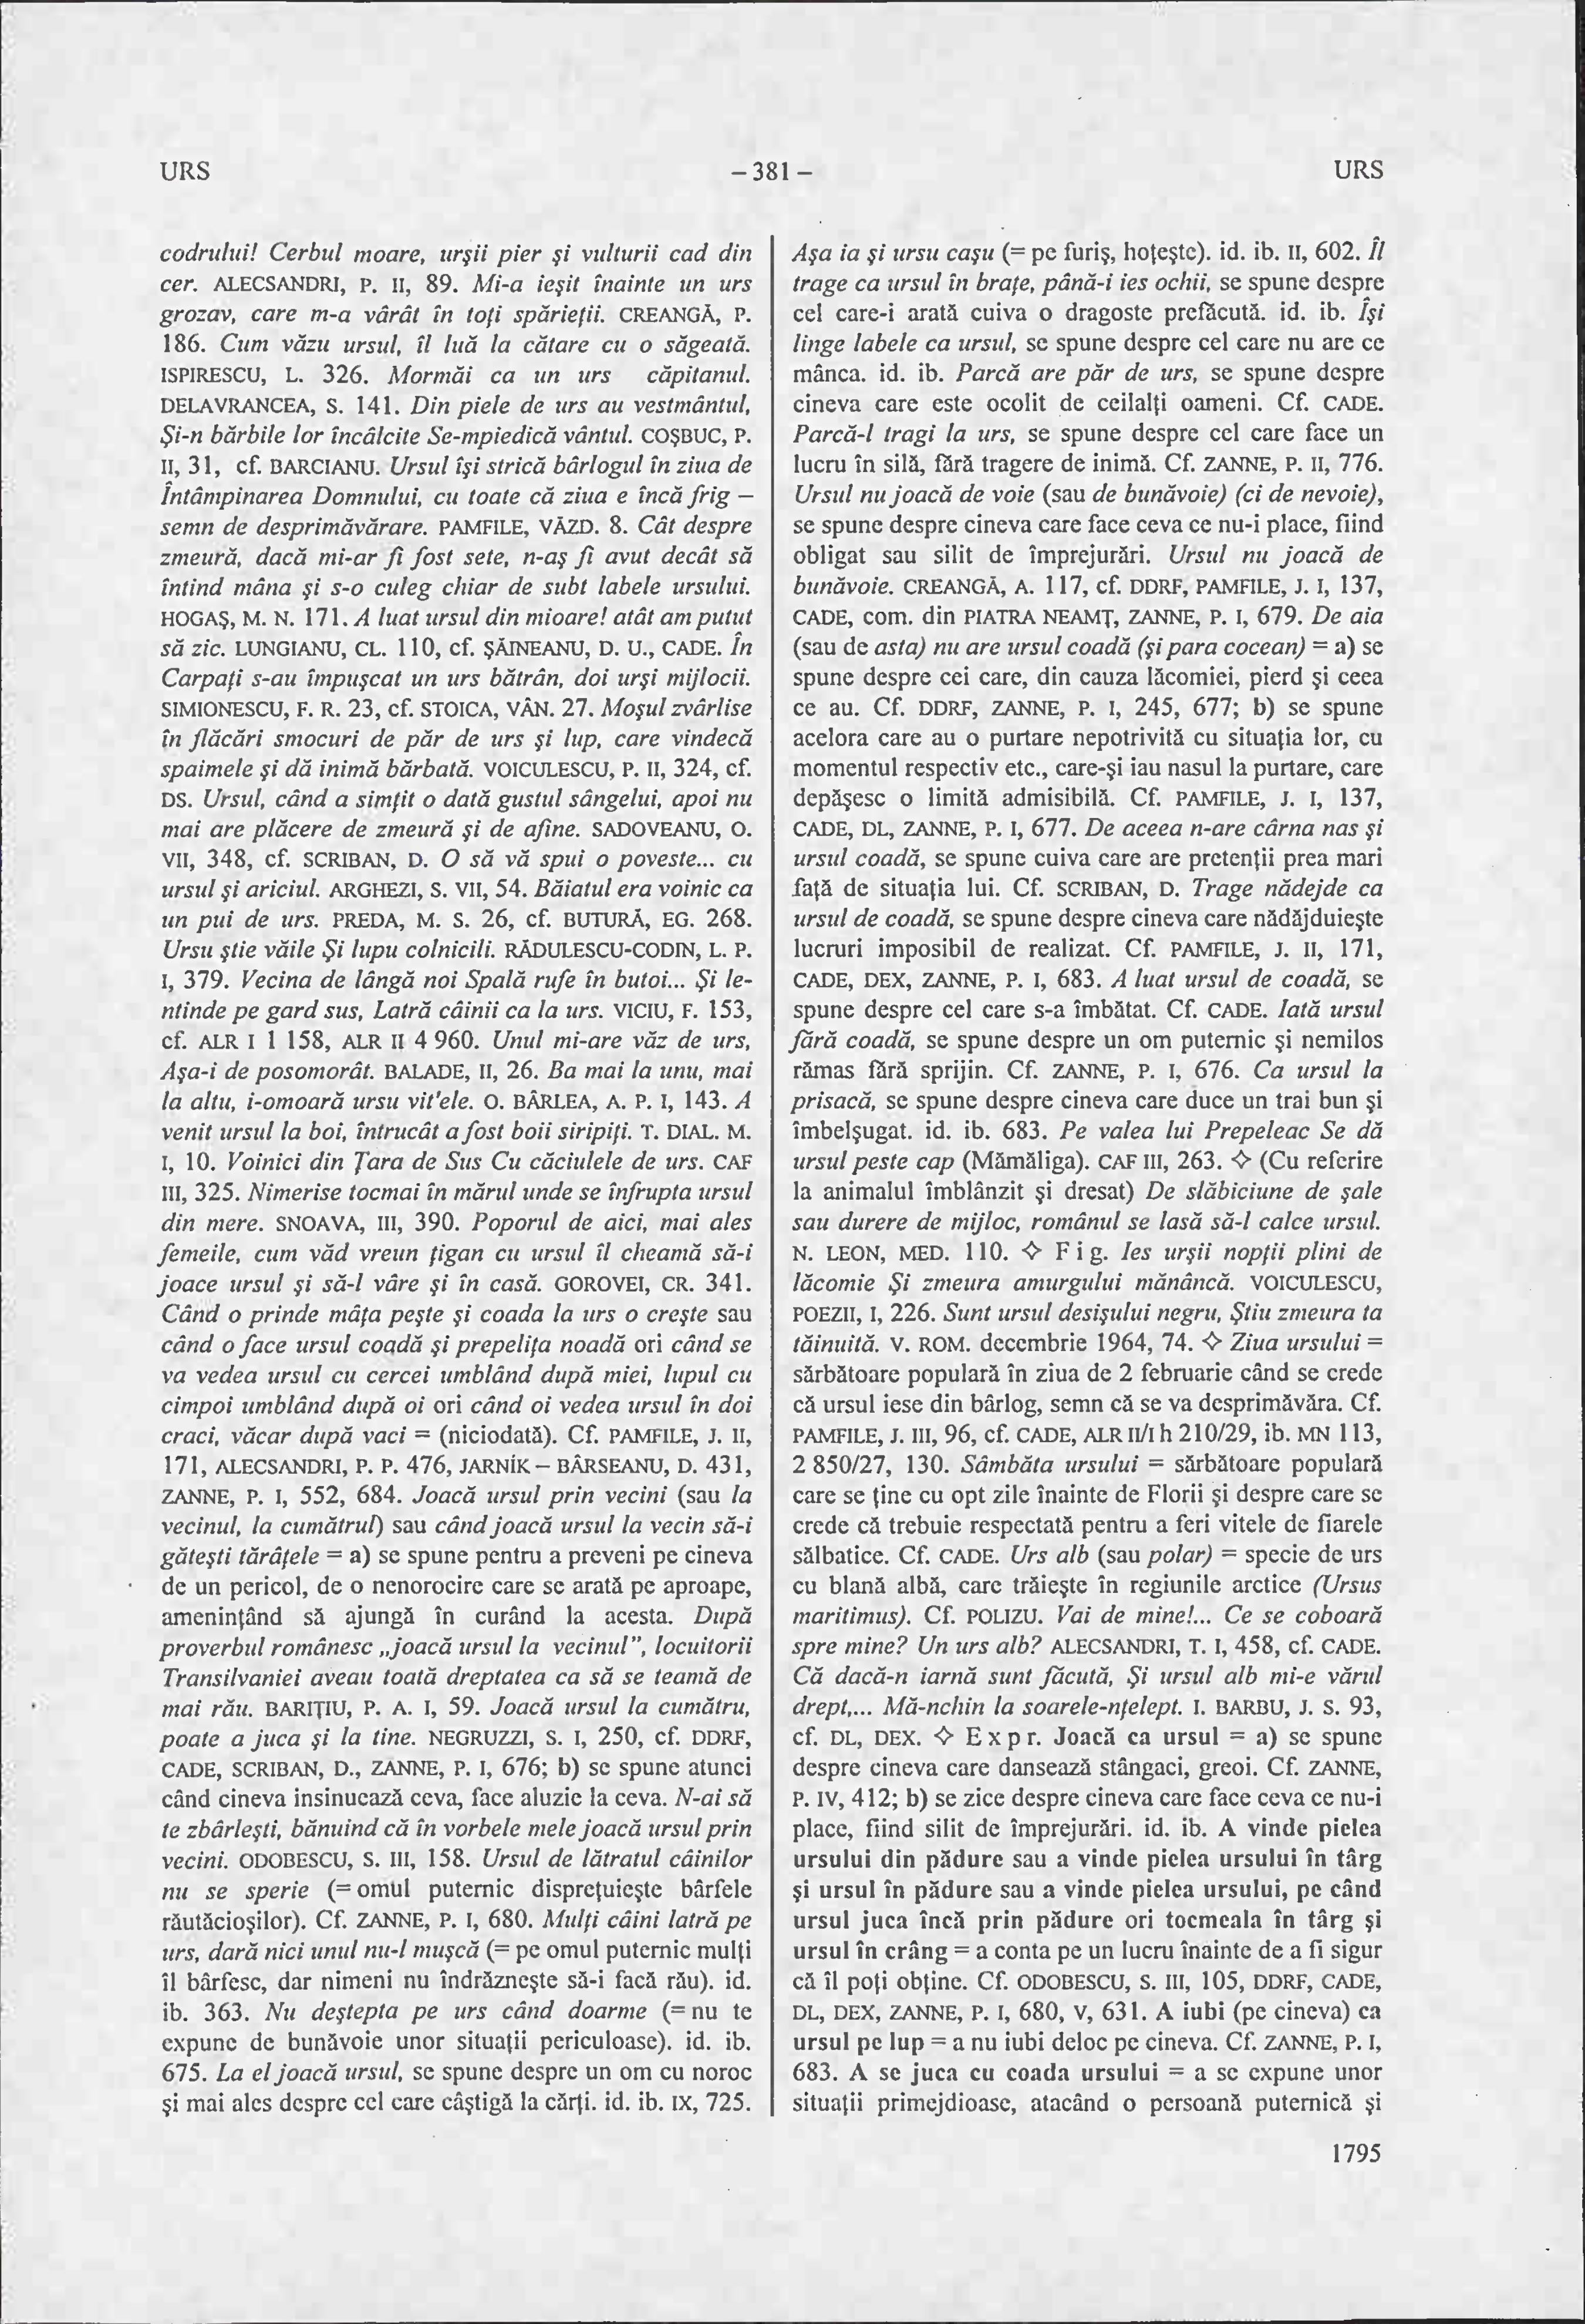 URS
– 381 –
URS
codrului! Cerbul moare, urşii pier şi vulturii cad din
cer. ALECSANDRI, P. II, 89. Mi-a ieşit înainte un urs
grozav, care m-a vârât în toţi spărieţii. CREANGĂ, P.
186. Cum văzu ursul, îl luă la cătare cu o săgeată.
ISPIRESCU, L. 326. Mormăi ca un urs căpitanul.
DELAVRANCEA, S. 141. Din piele de urs au vestmântul,
Şi-n bărbile lor încâlcite Se-mpiedică vântul. COŞBUC, P.
II, 31, cf. BARCIANU. Ursul îşi strică bârlogul în ziua de
Întâmpinarea Domnului, cu toate că ziua e încă frig –
semn de desprimăvărare. PAMFILE, VĂZD. 8. Cât despre
zmeură, dacă mi-ar fi fost sete, n-aş fi avut decât să
întind mâna şi s-o culeg chiar de subt labele ursului.
HOGAŞ, M. N. 171. A luat ursul din mioare! atât am putut
să zic. LUNGIANU, CL. 110, cf. ŞĂINEANU, D. U., CADE. În
Carpaţi s-au împuşcat un urs bătrân, doi urşi mijlocii.
SIMIONESCU, F. R. 23, cf. STOICA, VÂN. 27. Moşul zvârlise
în flăcări smocuri de păr de urs şi lup, care vindecă
spaimele şi dă inimă bărbată. VOICULESCU, P. II, 324, cf.
DS. Ursul, când a simţit o dată gustul sângelui, apoi nu
mai are plăcere de zmeură şi de afine. SADOVEANU, O.
VII, 348, cf. SCRIBAN, D. O să vă spui o poveste... cu
ursul şi ariciul. ARGHEZI, S. VII, 54. Băiatul era voinic ca
un pui de urs. PREDA, M. S. 26, cf. BUTURĂ, EG. 268.
Ursu ştie văile Şi lupu colnicili. RĂDULESCU-CODIN, L. P.
I, 379. Vecina de lângă noi Spală rufe în butoi... Şi le-
ntinde pe gard sus, Latră câinii ca la urs. VICIU, F. 153,
cf. ALR I 1 158, ALR II 4 960. Unul mi-are văz de urs,
Aşa-i de posomorât. BALADE, II, 26. Ba mai la unu, mai
la altu, i-omoară ursu vit'ele. O. BÂRLEA, A. P. I, 143. A
venit ursul la boi, întrucât a fost boii siripiţi. T. DIAL. M.
I, 10. Voinici din Ţara de Sus Cu căciulele de urs. CAF
III, 325. Nimerise tocmai în mărul unde se înfrupta ursul
din mere. SNOAVA, III, 390. Poporul de aici, mai ales
femeile, cum văd vreun ţigan cu ursul îl cheamă să-i
joace ursul şi să-l vâre şi în casă. GOROVEI, CR. 341.
Când o prinde mâţa peşte şi coada la urs o creşte sau
când o face ursul coadă şi prepeliţa noadă ori când se
va vedea ursul cu cercei umblând după miei, lupul cu
cimpoi umblând după oi ori când oi vedea ursul în doi
craci, văcar după vaci = (niciodată). Cf. PAMFILE, J. II,
171, ALECSANDRI, P. P. 476, JARNÍK – BÂRSEANU, D. 431,
ZANNE, P. I, 552, 684. Joacă ursul prin vecini (sau la
vecinul, la cumătrul) sau când joacă ursul la vecin să-i
găteşti tărâţele = a) se spune pentru a preveni pe cineva
de un pericol, de o nenorocire care se arată pe aproape,
ameninţând să ajungă în curând la acesta. După
proverbul românesc „joacă ursul la vecinul”, locuitorii
Transilvaniei aveau toată dreptatea ca să se teamă de
mai rău. BARIŢIU, P. A. I, 59. Joacă ursul la cumătru,
poate a juca şi la tine. NEGRUZZI, S. I, 250, cf. DDRF,
CADE, SCRIBAN, D., ZANNE, P. I, 676; b) se spune atunci
când cineva insinuează ceva, face aluzie la ceva. N-ai să
te zbârleşti, bănuind că în vorbele mele joacă ursul prin
vecini. ODOBESCU, S. III, 158. Ursul de lătratul câinilor
nu se sperie (= omul puternic dispreţuieşte bârfele
răutăcioşilor). Cf. ZANNE, P. I, 680. Mulţi câini latră pe
urs, dară nici unul nu-l muşcă (= pe omul puternic mulţi
îl bârfesc, dar nimeni nu îndrăzneşte să-i facă rău). id.
ib. 363. Nu deştepta pe urs când doarme (= nu te
expune de bunăvoie unor situaţii periculoase). id. ib.
675. La el joacă ursul, se spune despre un om cu noroc
şi mai ales despre cel care câştigă la cărţi. id. ib. IX, 725.
Aşa ia şi ursu caşu (= pe furiş, hoţeşte). id. ib. II, 602. Îl
trage ca ursul în braţe, până-i ies ochii, se spune despre
cel care-i arată cuiva o dragoste prefăcută. id. ib. Îşi
linge labele ca ursul, se spune despre cel care nu are ce
mânca. id. ib. Parcă are păr de urs, se spune despre
cineva care este ocolit de ceilalţi oameni. Cf. CADE.
Parcă-l tragi la urs, se spune despre cel care face un
lucru în silă, fără tragere de inimă. Cf. ZANNE, P. II, 776.
Ursul nu joacă de voie (sau de bunăvoie) (ci de nevoie),
se spune despre cineva care face ceva ce nu-i place, fiind
obligat sau silit de împrejurări. Ursul nu joacă de
bunăvoie. CREANGĂ, A. 117, cf. DDRF, PAMFILE, J. I, 137,
CADE, com. din PIATRA NEAMŢ, ZANNE, P. I, 679. De aia
(sau de asta) nu are ursul coadă (şi para cocean) = a) se
spune despre cei care, din cauza lăcomiei, pierd şi ceea
ce au. Cf. DDRF, ZANNE, P. I, 245, 677; b) se spune
acelora care au o purtare nepotrivită cu situaţia lor, cu
momentul respectiv etc., care-şi iau nasul la purtare, care
depăşesc o limită admisibilă. Cf. PAMFILE, J. I, 137,
CADE, DL, ZANNE, P. I, 677. De aceea n-are cârna nas şi
ursul coadă, se spune cuiva care are pretenţii prea mari
faţă de situaţia lui. Cf. SCRIBAN, D. Trage nădejde ca
ursul de coadă, se spune despre cineva care nădăjduieşte
lucruri imposibil de realizat. Cf. PAMFILE, J. II, 171,
CADE, DEX, ZANNE, P. I, 683. A luat ursul de coadă, se
spune despre cel care s-a îmbătat. Cf. CADE. Iată ursul
fără coadă, se spune despre un om puternic şi nemilos
rămas fără sprijin. Cf. ZANNE, P. I, 676. Ca ursul la
prisacă, se spune despre cineva care duce un trai bun şi
îmbelşugat. id. ib. 683. Pe valea lui Prepeleac Se dă
ursul peste cap (Mămăliga). CAF III, 263. ◇ (Cu referire
la animalul îmblânzit şi dresat) De slăbiciune de şale
sau durere de mijloc, românul se lasă să-l calce ursul.
N. LEON, MED. 110. ◇ Fig. Ies urşii nopţii plini de
lăcomie Şi zmeura amurgului mănâncă. VOICULESCU,
POEZII, I, 226. Sunt ursul desişului negru, Ştiu zmeura ta
tăinuită. V. ROM. decembrie 1964, 74. ◇ Ziua ursului =
sărbătoare populară în ziua de 2 februarie când se crede
că ursul iese din bârlog, semn că se va desprimăvăra. Cf.
PAMFILE, J. III, 96, cf. CADE, ALR II/I h 210/29, ib. MN 113,
2 850/27, 130. Sâmbăta ursului = sărbătoare populară
care se ţine cu opt zile înainte de Florii şi despre care se
crede că trebuie respectată pentru a feri vitele de fiarele
sălbatice. Cf. CADE. Urs alb (sau polar) = specie de urs
cu blană albă, care trăieşte în regiunile arctice (Ursus
maritimus). Cf. POLIZU. Vai de mine!... Ce se coboară
spre mine? Un urs alb? ALECSANDRI, T. I, 458, cf. CADE.
Că dacă-n iarnă sunt făcută, Şi ursul alb mi-e vărul
drept,... Mă-nchin la soarele-nţelept. I. BARBU, J. S. 93,
cf. DL, DEX. ◇ Expr. Joacă ca ursul = a) se spune
despre cineva care dansează stângaci, greoi. Cf. ZANNE,
P. IV, 412; b) se zice despre cineva care face ceva ce nu-i
place, fiind silit de împrejurări. id. ib. A vinde pielea
ursului din pădure sau a vinde pielea ursului în târg
şi ursul în pădure sau a vinde pielea ursului, pe când
ursul juca încă prin pădure ori tocmeala în târg şi
ursul în crâng = a conta pe un lucru înainte de a fi sigur
că îl poţi obţine. Cf. ODOBESCU, S. III, 105, DDRF, CADE,
DL, DEX, ZANNE, P. I, 680, V, 631. A iubi (pe cineva) ca
ursul pe lup = a nu iubi deloc pe cineva. Cf. ZANNE, P. I,
683. A se juca cu coada ursului = a se expune unor
situaţii primejdioase, atacând o persoană puternică şi
1795